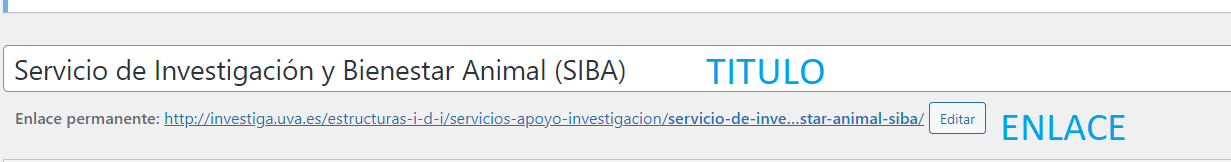 Servicio de Investigación y Bienestar Animal (SIBA) TITULO
Enlace permanente: http://investiga.uva.es/estructuras-i-d-i/servicios-apoyo-investigacion/servicio-de-inve...star-animal-siba/ Editar ENLACE